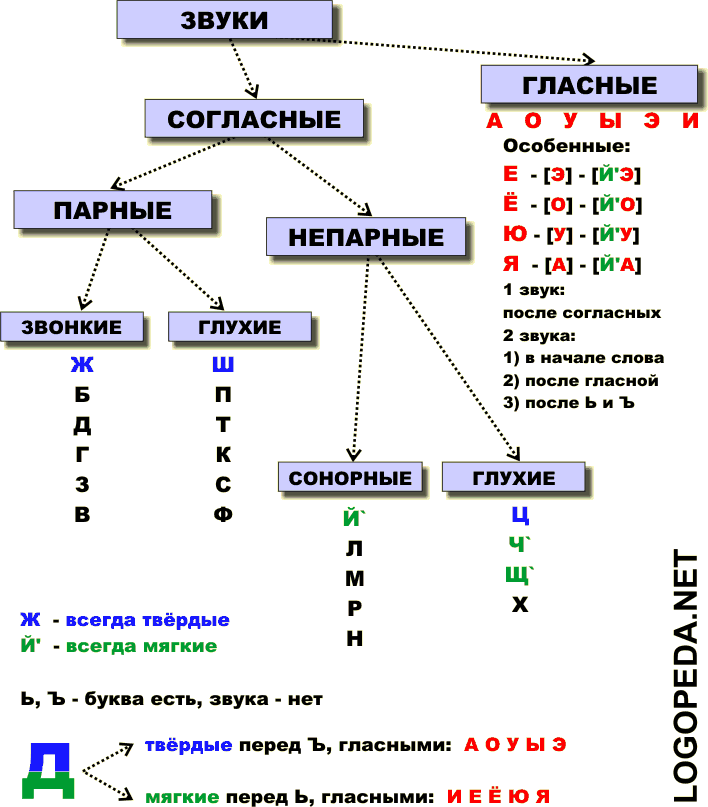 ЗВУКИ
ГЛАСНЫЕ
А О У Ы Э И
Особенные:
Е - [Э] - [Й'Э]
Ё - [О] - [Й'О]
Ю - [У] - [Й'У]
Я - [А] - [Й'А]
1 звук:
после согласных
2 звука:
1) в начале слова
2) после гласной
3) после Ь и Ъ
СОГЛАСНЫЕ
ПАРНЫЕ
НЕПАРНЫЕ
ЗВОНКИЕ
Ж
Б
Д
Г
З
В
ГЛУХИЕ
Ш
П
Т
К
С
Ф
СОНОРНЫЕ
Й`
Л
М
Р
Н
ГЛУХИЕ
Ц
Ч`
Щ`
Х
Ж - всегда твёрдые
Й' - всегда мягкие
Ь, Ъ - буква есть, звука - нет
Д
твёрдые перед Ъ, гласными: А О У Ы Э
мягкие перед Ь, гласными: И Е Ё Ю Я
LOGOPEDA.NET